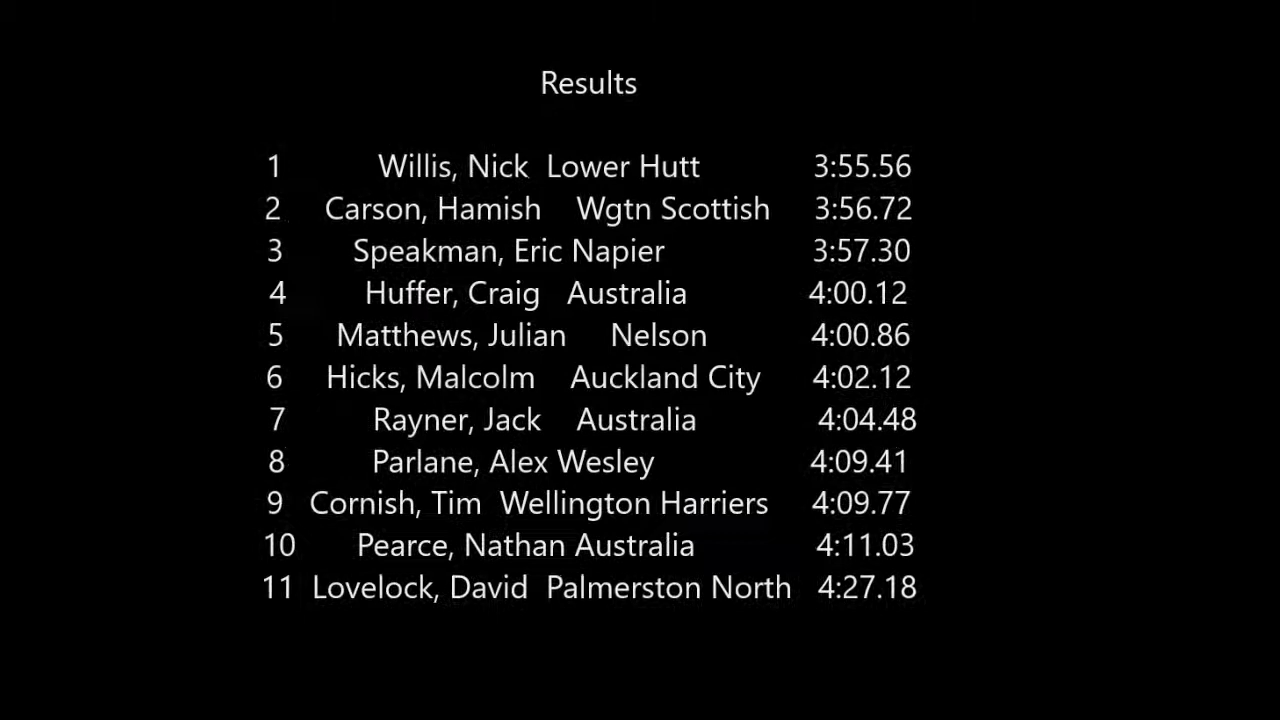 Results
1 Willis, Nick Lower Hutt 3:55.56
2 Carson, Hamish Wgtn Scottish 3:56.72
3 Speakman, Eric Napier 3:57.30
4 Huffer, Craig Australia 4:00.12
5 Matthews, Julian Nelson 4:00.86
6 Hicks, Malcolm Auckland City 4:02.12
7 Rayner, Jack Australia 4:04.48
8 Parlane, Alex Wesley 4:09.41
9 Cornish, Tim Wellington Harriers 4:09.77
10 Pearce, Nathan Australia 4:11.03
11 Lovelock, David Palmerston North 4:27.18